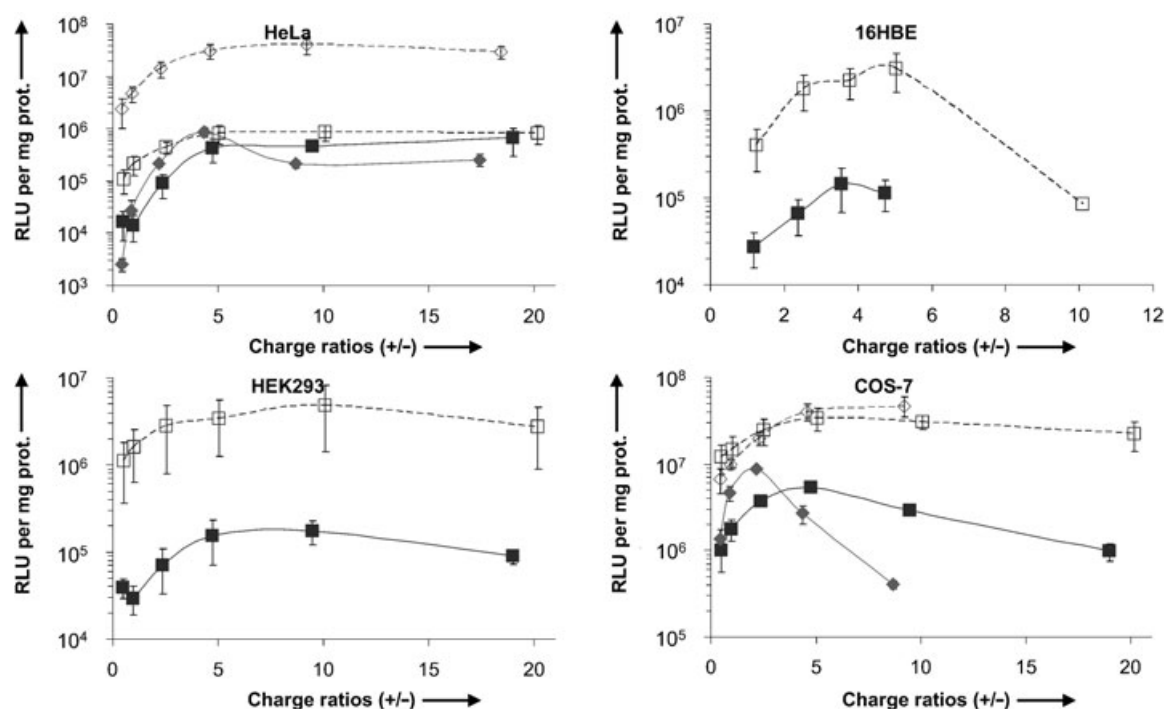 HeLa
10⁸
10⁷
10⁶
10⁵
10⁴
10³
RLU per mg prot.
0 5 10 15 20
Charge ratios (+/−)
16HBE
10⁷
10⁶
10⁵
10⁴
RLU per mg prot.
0 2 4 6 8 10 12
Charge ratios (+/−)
HEK293
10⁷
10⁶
10⁵
10⁴
RLU per mg prot.
0 5 10 15 20
Charge ratios (+/−)
COS-7
10⁸
10⁷
10⁶
10⁵
RLU per mg prot.
0 5 10 15 20
Charge ratios (+/−)